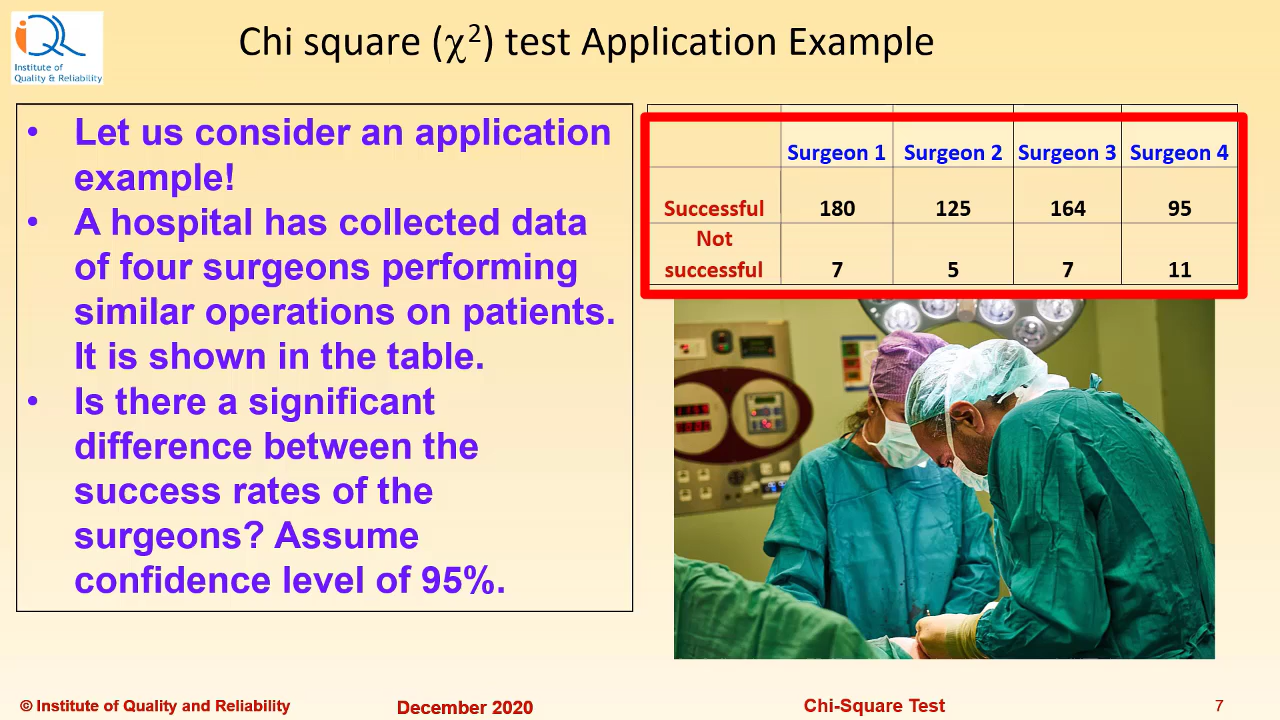 Chi square (χ²) test Application Example
iQR
Institute of
Quality & Reliability
• Let us consider an application
example!
• A hospital has collected data
of four surgeons performing
similar operations on patients.
It is shown in the table.
• Is there a significant
difference between the
success rates of the
surgeons? Assume
confidence level of 95%.
Surgeon 1 Surgeon 2 Surgeon 3 Surgeon 4
Successful 180 125 164 95
Not
successful 7 5 7 11
© Institute of Quality and Reliability
December 2020
Chi-Square Test
7